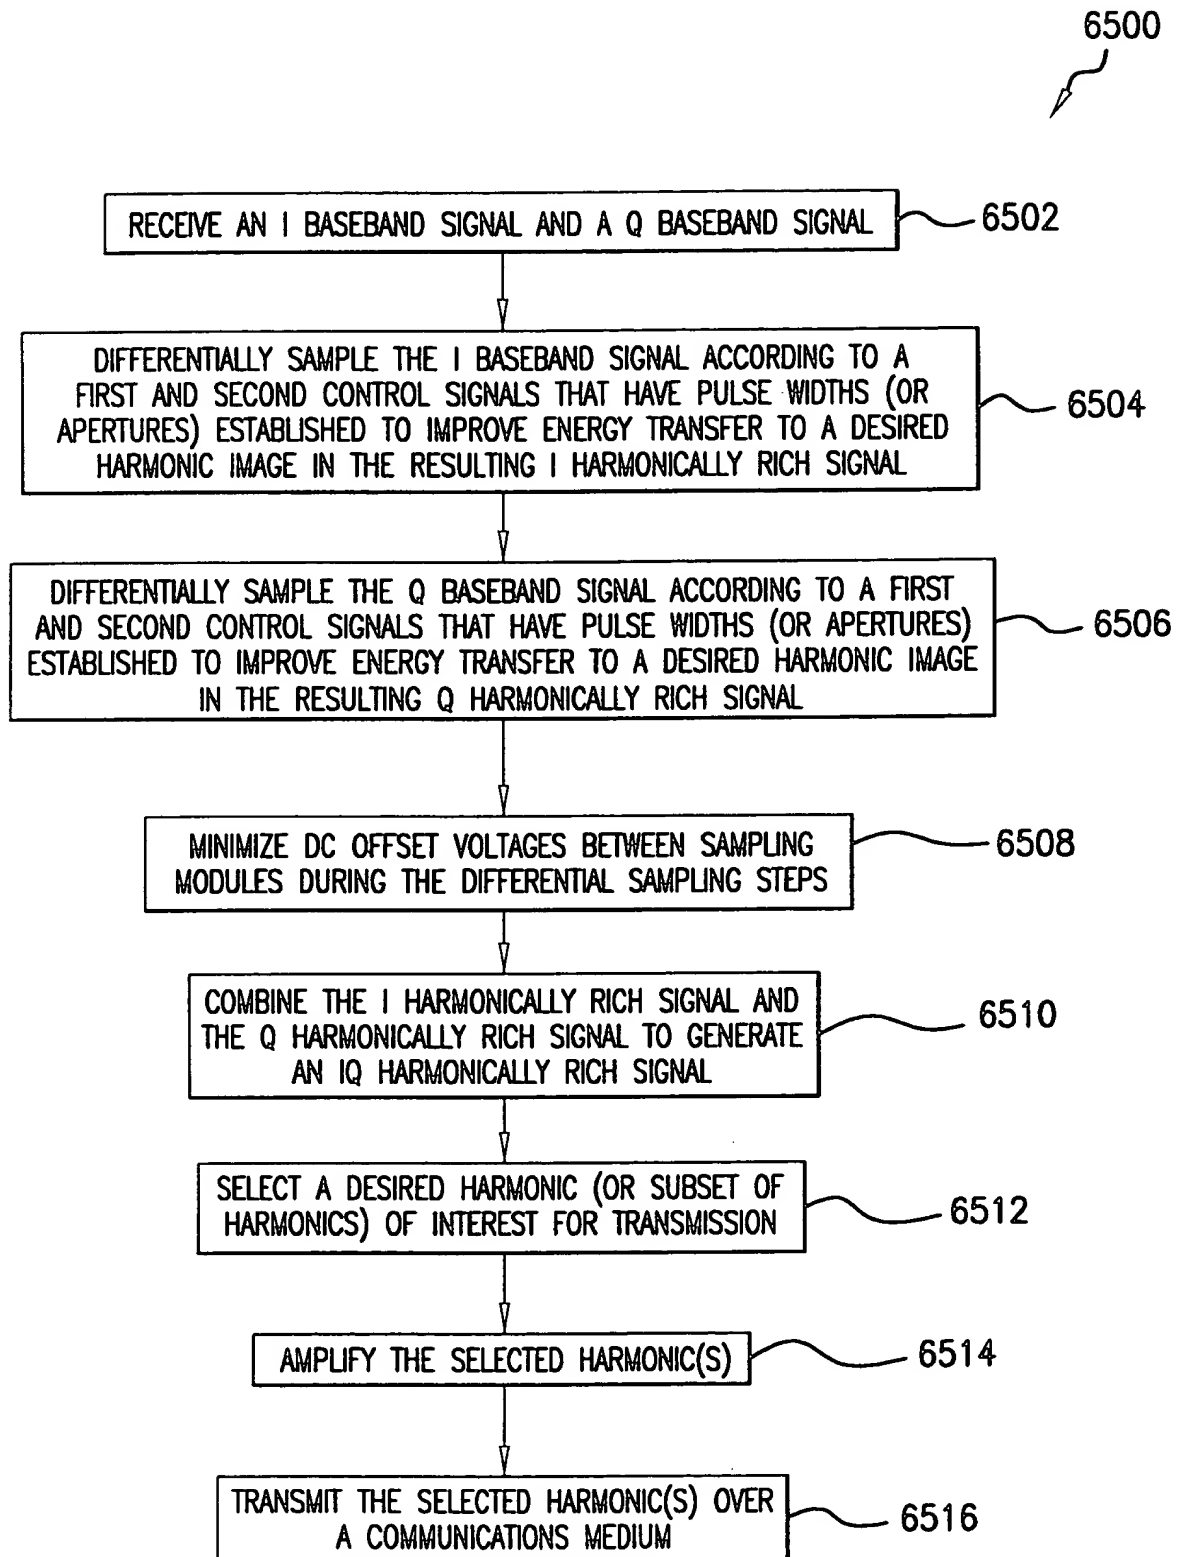 6500
RECEIVE AN I BASEBAND SIGNAL AND A Q BASEBAND SIGNAL
6502
DIFFERENTIALLY SAMPLE THE I BASEBAND SIGNAL ACCORDING TO A
FIRST AND SECOND CONTROL SIGNALS THAT HAVE PULSE WIDTHS (OR
APERTURES) ESTABLISHED TO IMPROVE ENERGY TRANSFER TO A DESIRED
HARMONIC IMAGE IN THE RESULTING I HARMONICALLY RICH SIGNAL
6504
DIFFERENTIALLY SAMPLE THE Q BASEBAND SIGNAL ACCORDING TO A FIRST
AND SECOND CONTROL SIGNALS THAT HAVE PULSE WIDTHS (OR APERTURES)
ESTABLISHED TO IMPROVE ENERGY TRANSFER TO A DESIRED HARMONIC IMAGE
IN THE RESULTING Q HARMONICALLY RICH SIGNAL
6506
MINIMIZE DC OFFSET VOLTAGES BETWEEN SAMPLING
MODULES DURING THE DIFFERENTIAL SAMPLING STEPS
6508
COMBINE THE I HARMONICALLY RICH SIGNAL AND
THE Q HARMONICALLY RICH SIGNAL TO GENERATE
AN IQ HARMONICALLY RICH SIGNAL
6510
SELECT A DESIRED HARMONIC (OR SUBSET OF
HARMONICS) OF INTEREST FOR TRANSMISSION
6512
AMPLIFY THE SELECTED HARMONIC(S)
6514
TRANSMIT THE SELECTED HARMONIC(S) OVER
A COMMUNICATIONS MEDIUM
6516